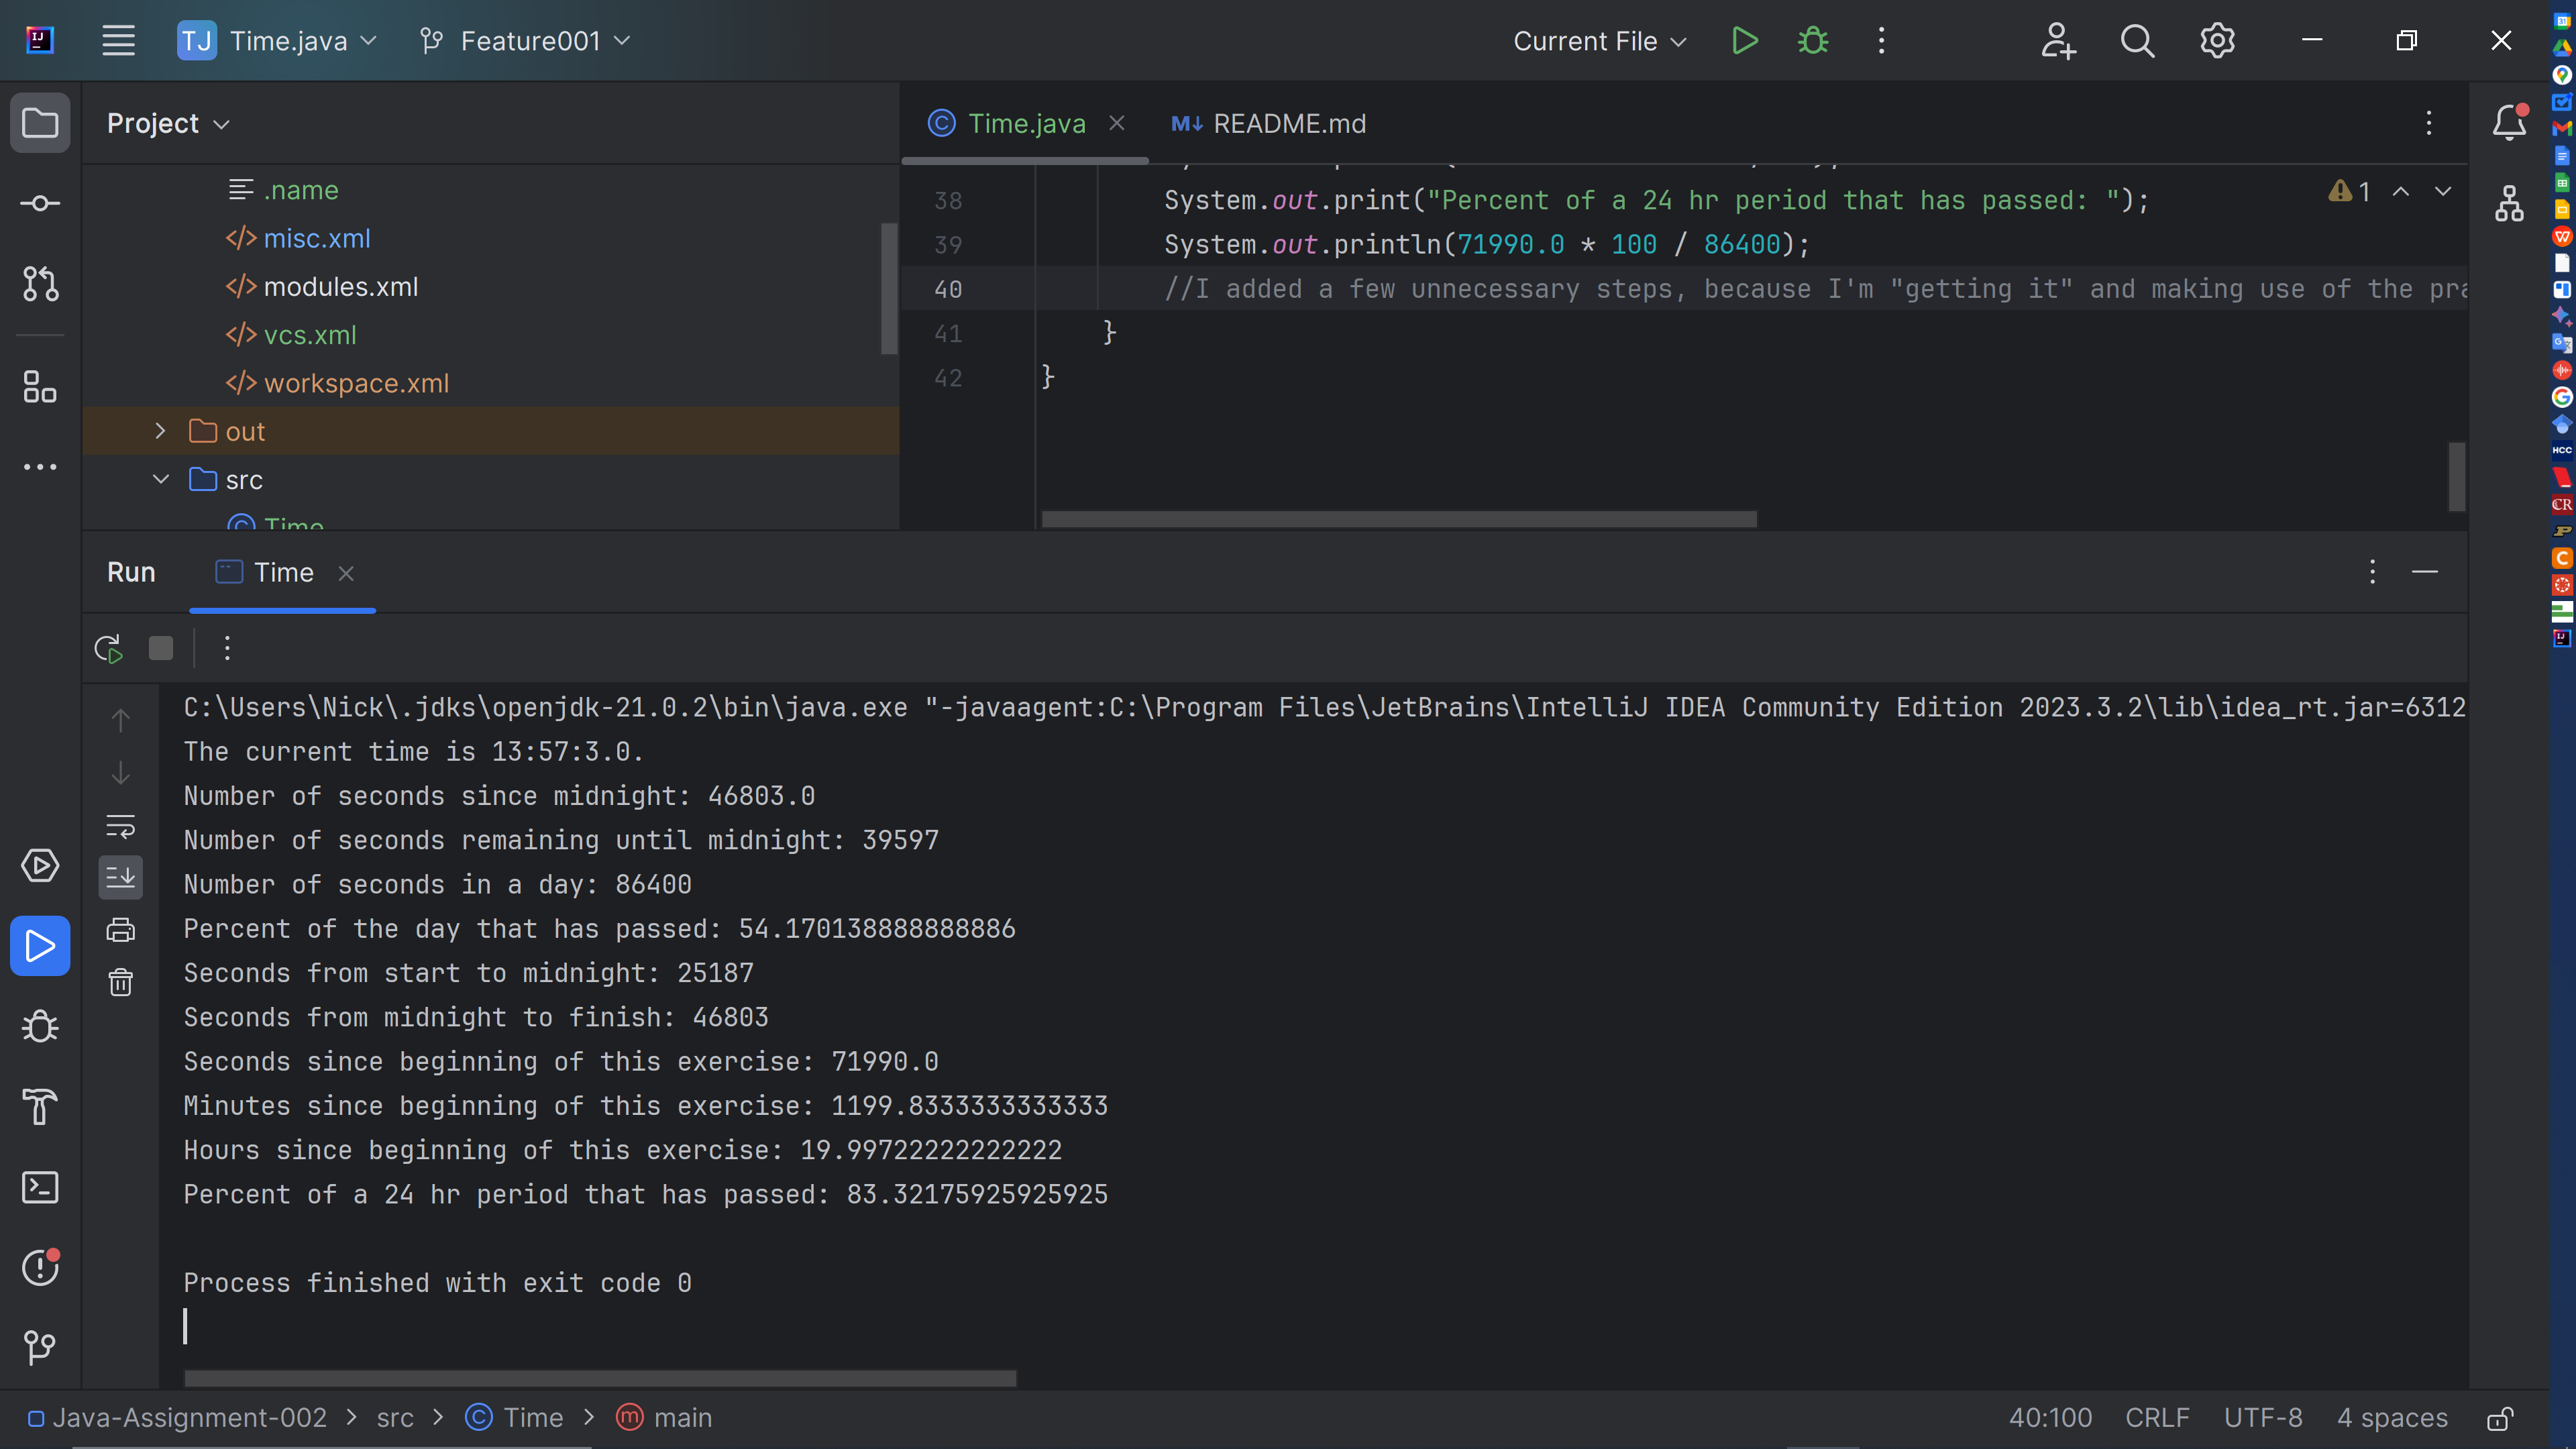 TJ Time.java Feature001 Current File
Project
Time.java README.md
.name
misc.xml
modules.xml
vcs.xml
workspace.xml
out
src
Time
38 System.out.print("Percent of a 24 hr period that has passed: ");
39 System.out.println(71990.0 * 100 / 86400);
40 //I added a few unnecessary steps, because I'm "getting it" and making use of the
41 }
42 }
1
Run Time
C:\Users\Nick\.jdks\openjdk-21.0.2\bin\java.exe "-javaagent:C:\Program Files\JetBrains\IntelliJ IDEA Community Edition 2023.3.2\lib\idea_rt.jar=6312
The current time is 13:57:3.0.
Number of seconds since midnight: 46803.0
Number of seconds remaining until midnight: 39597
Number of seconds in a day: 86400
Percent of the day that has passed: 54.170138888888886
Seconds from start to midnight: 25187
Seconds from midnight to finish: 46803
Seconds since beginning of this exercise: 71990.0
Minutes since beginning of this exercise: 1199.8333333333333
Hours since beginning of this exercise: 19.99722222222222
Percent of a 24 hr period that has passed: 83.32175925925925
Process finished with exit code 0
Java-Assignment-002 > src > Time > main 40:100 CRLF UTF-8 4 spaces